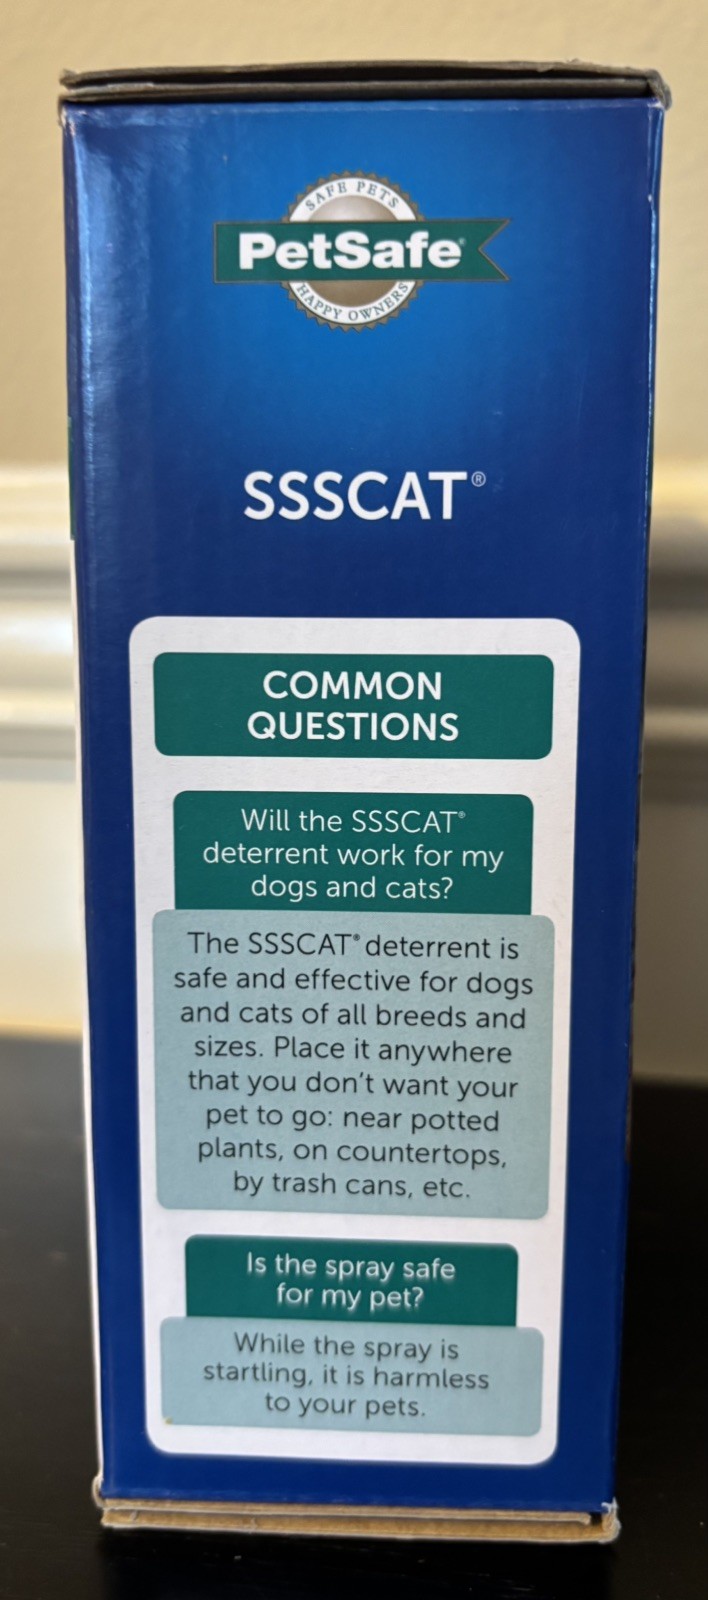 SAFE PETS
PetSafe®
HAPPY OWNERS
SSSCAT®
COMMON
QUESTIONS
Will the SSSCAT®
deterrent work for my
dogs and cats?
The SSSCAT® deterrent is
safe and effective for dogs
and cats of all breeds and
sizes. Place it anywhere
that you don't want your
pet to go: near potted
plants, on countertops,
by trash cans, etc.
Is the spray safe
for my pet?
While the spray is
startling, it is harmless
to your pets.